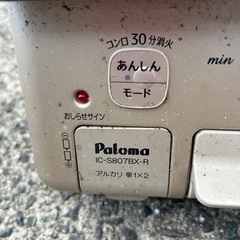 コンロ30分消火
あんしん
モード
min
おしらせサイン
Paloma
IC-S807BX-R
アルカリ 単1×2